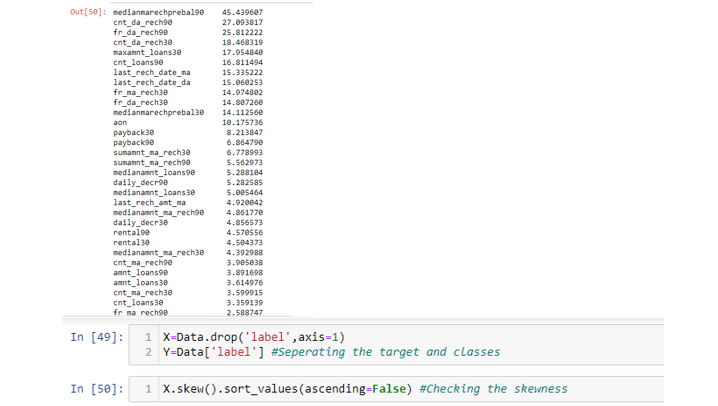 Out[50]: medianmarechprebal90 45.439607
cnt_da_rech90 27.093817
fr_da_rech90 25.812222
cnt_da_rech30 18.468319
maxamnt_loans30 17.954840
cnt_loans90 16.811494
last_rech_date_ma 15.335222
last_rech_date_da 15.060253
fr_ma_rech30 14.974802
fr_da_rech30 14.807260
medianmarechprebal30 14.112560
aon 10.175736
payback30 8.213847
payback90 6.864790
sumamnt_ma_rech30 6.778993
sumamnt_ma_rech90 5.562973
medianamnt_loans90 5.288104
daily_decr90 5.282585
medianamnt_loans30 5.005464
last_rech_amt_ma 4.920042
medianamnt_ma_rech90 4.861770
daily_decr30 4.856573
rental90 4.570556
rental30 4.504373
medianamnt_ma_rech30 4.392988
cnt_ma_rech90 3.905038
amnt_loans90 3.891698
amnt_loans30 3.614976
cnt_ma_rech30 3.599915
cnt_loans30 3.359139
fr_ma_rech90 2.588747
In [49]: 1 X=Data.drop('label',axis=1)
2 Y=Data['label'] #Seperating the target and classes
In [50]: 1 X.skew().sort_values(ascending=False) #Checking the skewness